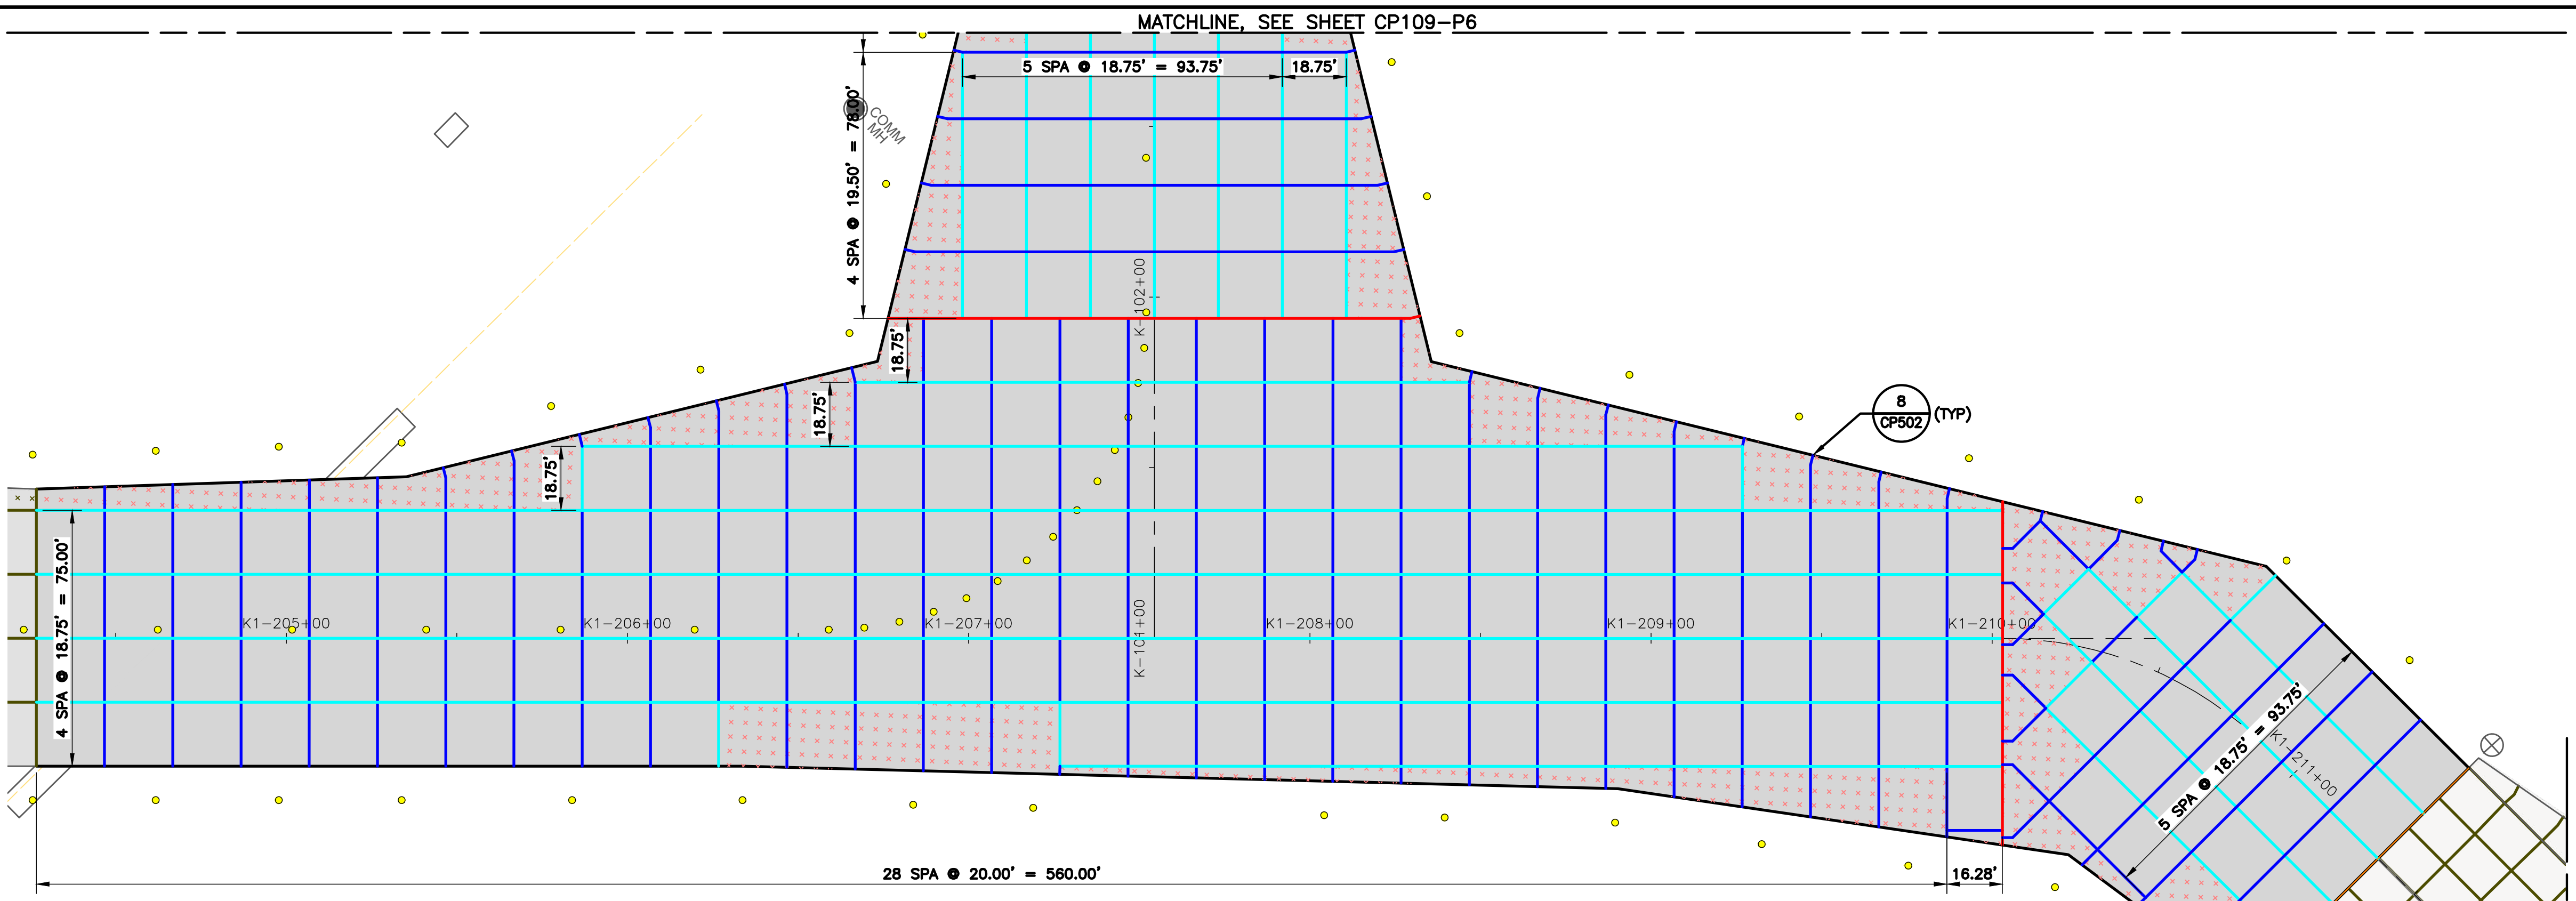 MATCHLINE, SEE SHEET CP109-P6
5 SPA @ 18.75' = 93.75'
18.75'
4 SPA @ 19.50' = 78.00'
COMM
MH
K-102+00
18.75'
18.75'
18.75'
8
CP502
(TYP)
4 SPA @ 18.75' = 75.00'
K1-205+00
K1-206+00
K1-207+00
K-101+00
K1-208+00
K1-209+00
K1-210+00
K1-211+00
5 SPA @ 18.75' = 93.75'
28 SPA @ 20.00' = 560.00'
16.28'